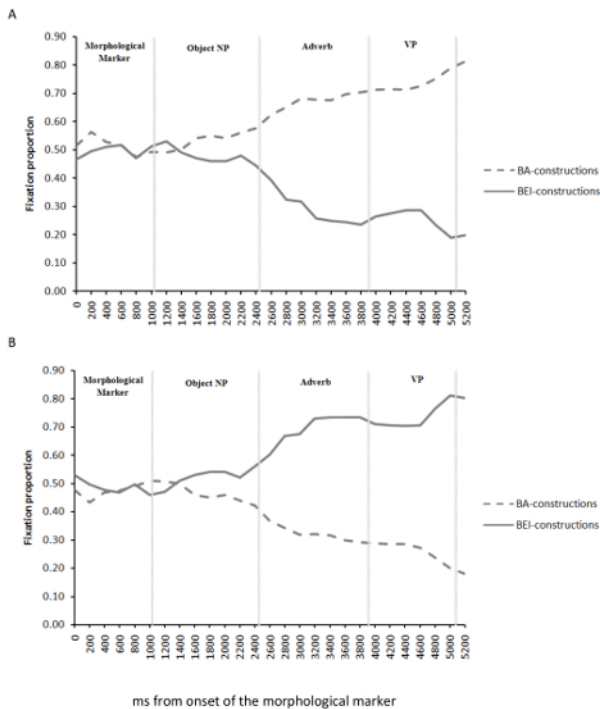 A
0.90
0.80
0.70
0.60
0.50
0.40
0.30
0.20
0.10
0.00
Fixation proportion
Morphological
Marker
Object NP
Adverb
VP
BA-constructions
BEI-constructions
0 200 400 600 800 1000 1200 1400 1600 1800 2000 2200 2400 2600 2800 3000 3200 3400 3600 3800 4000 4200 4400 4600 4800 5000 5200
B
0.90
0.80
0.70
0.60
0.50
0.40
0.30
0.20
0.10
0.00
Fixation proportion
Morphological
Marker
Object NP
Adverb
VP
BA-constructions
BEI-constructions
0 200 400 600 800 1000 1200 1400 1600 1800 2000 2200 2400 2600 2800 3000 3200 3400 3600 3800 4000 4200 4400 4600 4800 5000 5200
ms from onset of the morphological marker